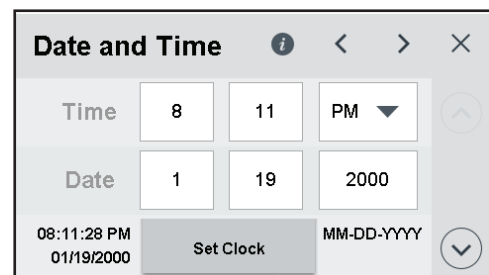 Date and Time
Time 8 11 PM
Date 1 19 2000
08:11:28 PM Set Clock MM-DD-YYYY
01/19/2000